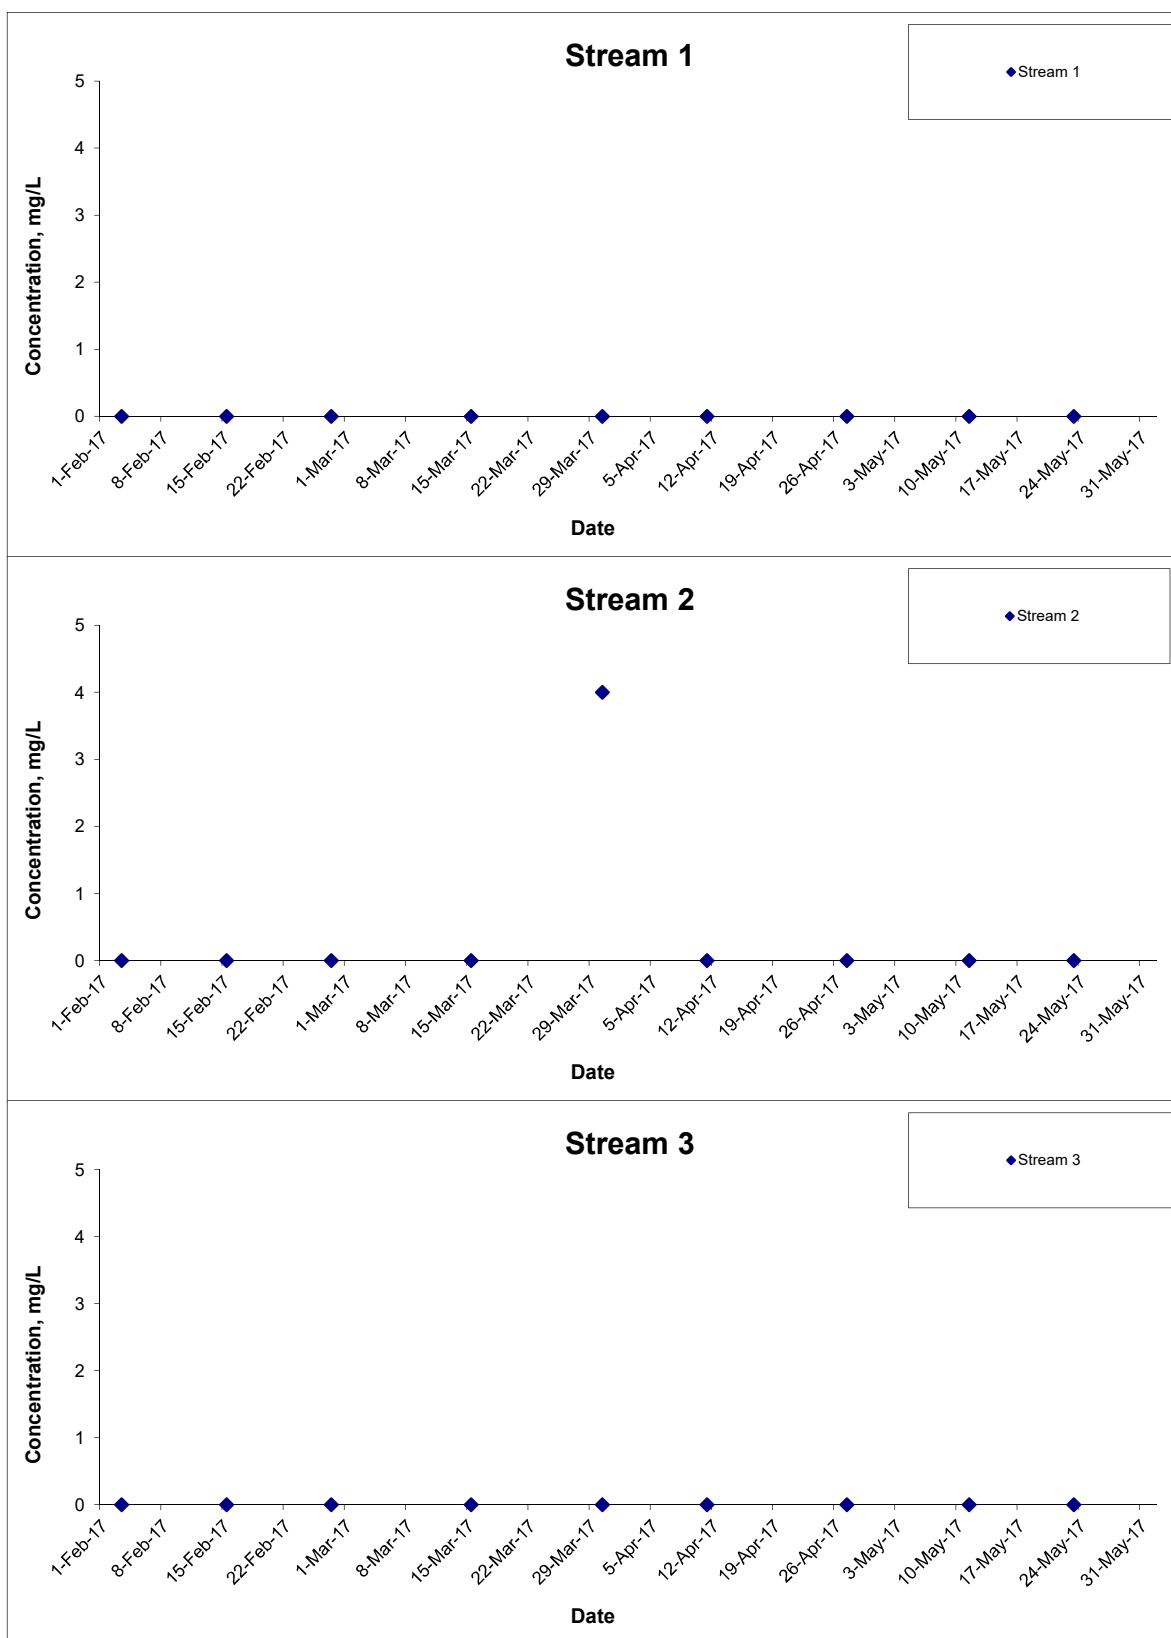 Stream 1
Stream 1
5
4
3
2
1
0
Concentration, mg/L
1-Feb-17
8-Feb-17
15-Feb-17
22-Feb-17
1-Mar-17
8-Mar-17
15-Mar-17
22-Mar-17
29-Mar-17
5-Apr-17
12-Apr-17
19-Apr-17
26-Apr-17
3-May-17
10-May-17
17-May-17
24-May-17
31-May-17
Date
Stream 2
Stream 2
5
4
3
2
1
0
Concentration, mg/L
1-Feb-17
8-Feb-17
15-Feb-17
22-Feb-17
1-Mar-17
8-Mar-17
15-Mar-17
22-Mar-17
29-Mar-17
5-Apr-17
12-Apr-17
19-Apr-17
26-Apr-17
3-May-17
10-May-17
17-May-17
24-May-17
31-May-17
Date
Stream 3
Stream 3
5
4
3
2
1
0
Concentration, mg/L
1-Feb-17
8-Feb-17
15-Feb-17
22-Feb-17
1-Mar-17
8-Mar-17
15-Mar-17
22-Mar-17
29-Mar-17
5-Apr-17
12-Apr-17
19-Apr-17
26-Apr-17
3-May-17
10-May-17
17-May-17
24-May-17
31-May-17
Date